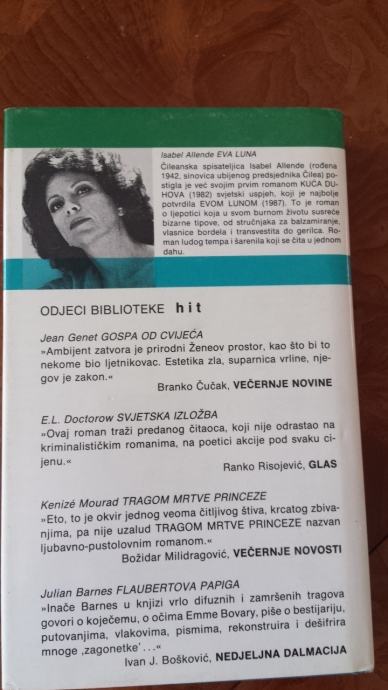 Isabel Allende EVA LUNA
Čileanska spisateljica Isabel Allende (rođena
1942, sinovica ubijenog predsjednika Čilea) po-
stigla je već svojim prvim romanom KUĆA DU-
HOVA (1982) svjetski uspjeh, koji je najbolje
potvrdila EVOM LUNOM (1987). To je roman
o ljepotici koja u svom burnom životu susreće
bizarne tipove, od stručnjaka za balzamiranje,
vlasnice bordela i transvestita do gerilca. Ro-
man ludog tempa i šarenila koji se čita u jednom
dahu.
ODJECI BIBLIOTEKE hit
Jean Genet GOSPA OD CVIJEĆA
»Ambijent zatvora je prirodni Ženeov prostor, kao što bi to
nekome bio ljetnikovac. Estetika zla, suparnica vrline, nje-
gov je zakon.«
Branko Čučak, VEČERNJE NOVINE
E.L. Doctorow SVJETSKA IZLOŽBA
»Ovaj roman traži predanog čitaoca, koji nije odrastao na
kriminalističkim romanima, na poetici akcije pod svaku ci-
jenu.«
Ranko Risojević, GLAS
Kenizé Mourad TRAGOM MRTVE PRINCEZE
»Eto, to je okvir jednog veoma čitljivog štiva, krcatog zbiva-
njima, pa nije uzalud TRAGOM MRTVE PRINCEZE nazvan
ljubavno-pustolovnim romanom.«
Božidar Milidragović, VEČERNJE NOVOSTI
Julian Barnes FLAUBERTOVA PAPIGA
»Inače Barnes u knjizi vrlo difuznih i zamršenih tragova
govori o koječemu, o očima Emme Bovary, piše o bestijariju,
putovanjima, vlakovima, pismima, rekonstruira i dešifrira
mnoge ‚zagonetke’...«
Ivan J. Bošković, NEDJELJNA DALMACIJA